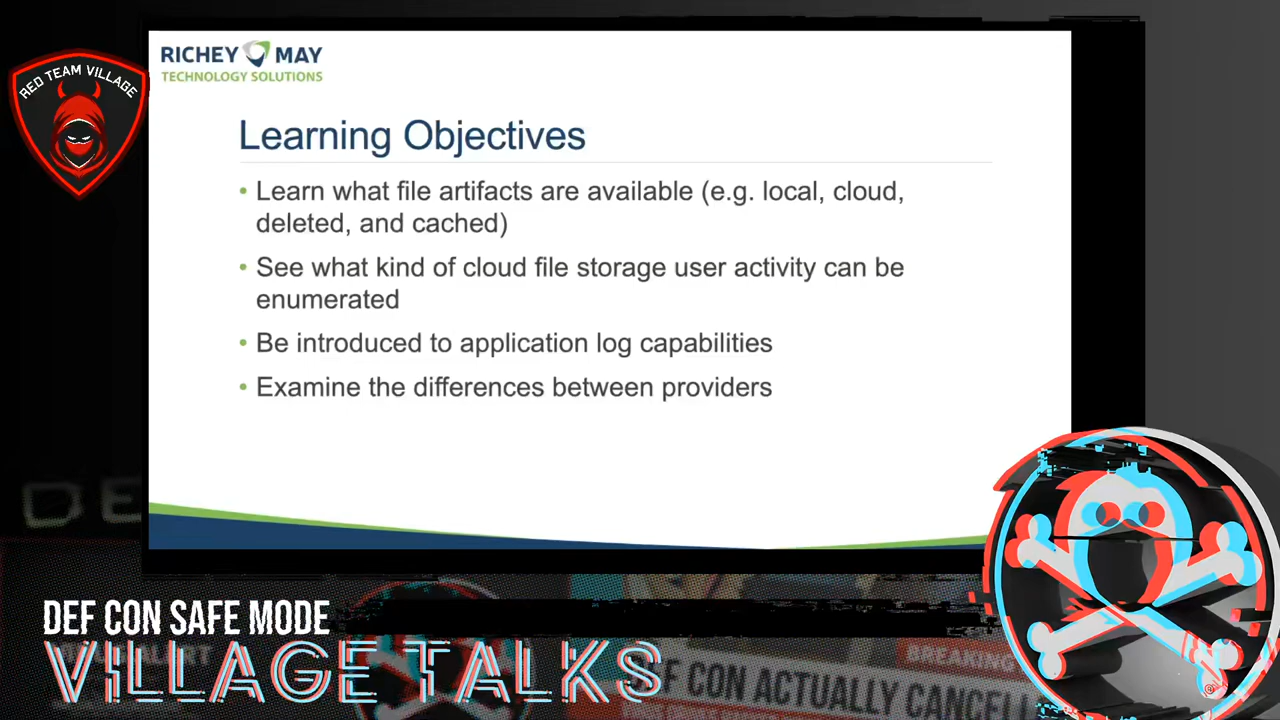 RED TEAM VILLAGE
RICHEY MAY
TECHNOLOGY SOLUTIONS
Learning Objectives
• Learn what file artifacts are available (e.g. local, cloud,
deleted, and cached)
• See what kind of cloud file storage user activity can be
enumerated
• Be introduced to application log capabilities
• Examine the differences between providers
DEF CON SAFE MODE
VILLAGE TALKS
BREAKING
DEF CON ACTUALLY CANCEL